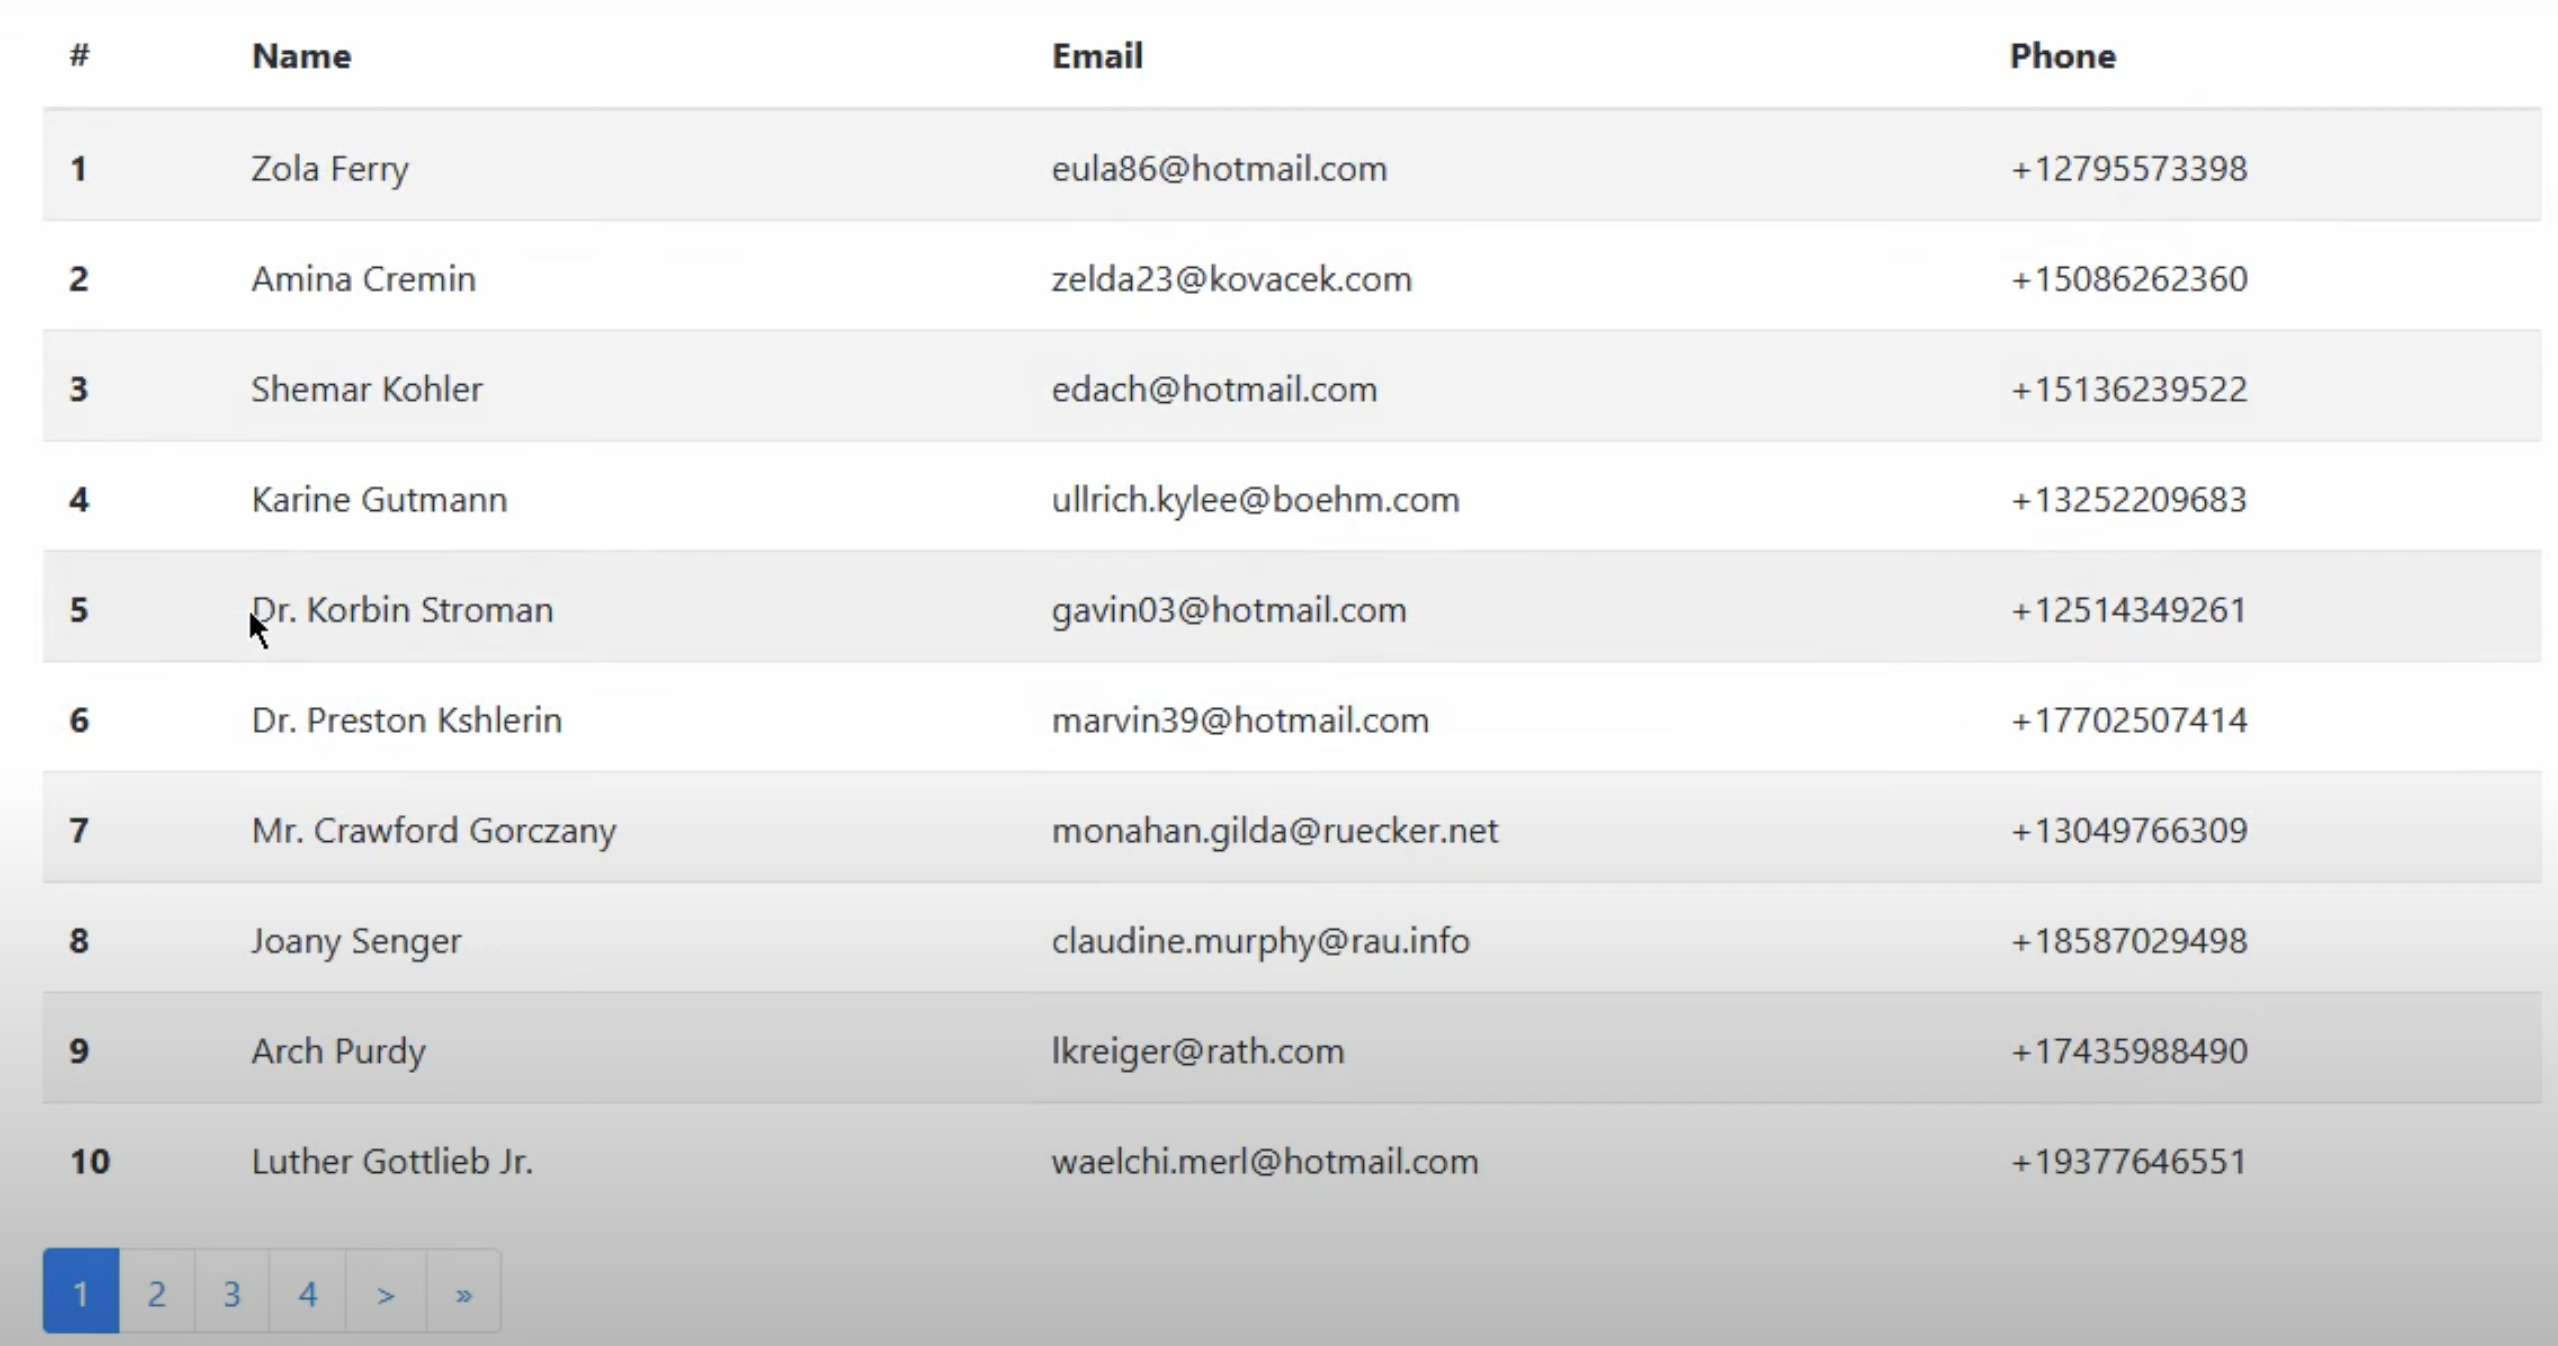 # Name Email Phone
1 Zola Ferry eula86@hotmail.com +12795573398
2 Amina Cremin zelda23@kovacek.com +15086262360
3 Shemar Kohler edach@hotmail.com +15136239522
4 Karine Gutmann ullrich.kylee@boehm.com +13252209683
5 Dr. Korbin Stroman gavin03@hotmail.com +12514349261
6 Dr. Preston Kshlerin marvin39@hotmail.com +17702507414
7 Mr. Crawford Gorczany monahan.gilda@ruecker.net +13049766309
8 Joany Senger claudine.murphy@rau.info +18587029498
9 Arch Purdy lkreiger@rath.com +17435988490
10 Luther Gottlieb Jr. waelchi.merl@hotmail.com +19377646551
1 2 3 4 > »